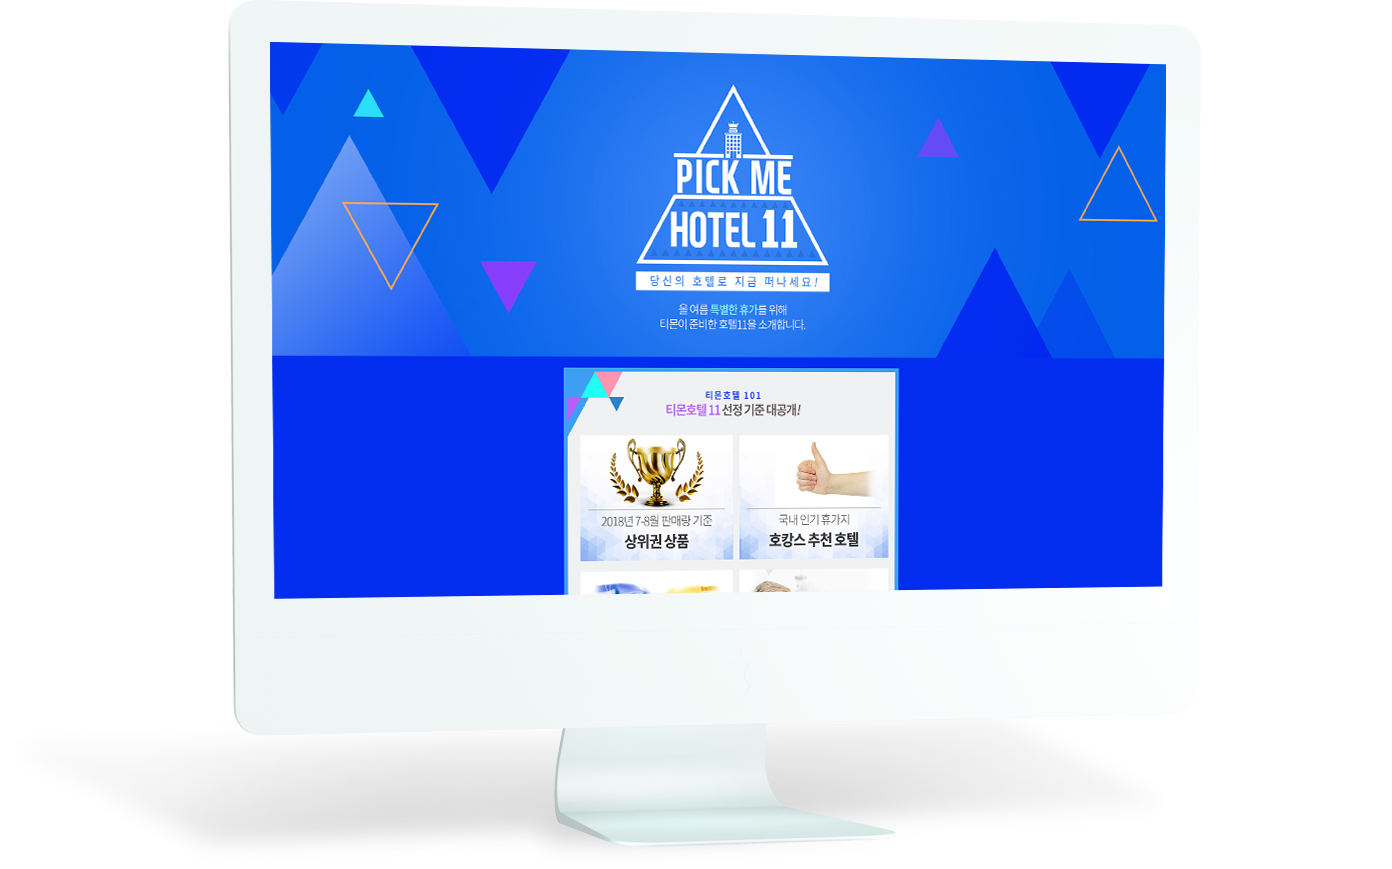 PICK ME
HOTEL 11
당신의 호텔로 지금 떠나세요!
올 여름 특별한 휴가를 위해
티몬이 준비한 호텔11을 소개합니다.
티몬호텔 101
티몬호텔 11 선정 기준 대공개!
2018년 7-8월 판매량 기준
상위권 상품
국내 인기 휴가지
호캉스 추천 호텔